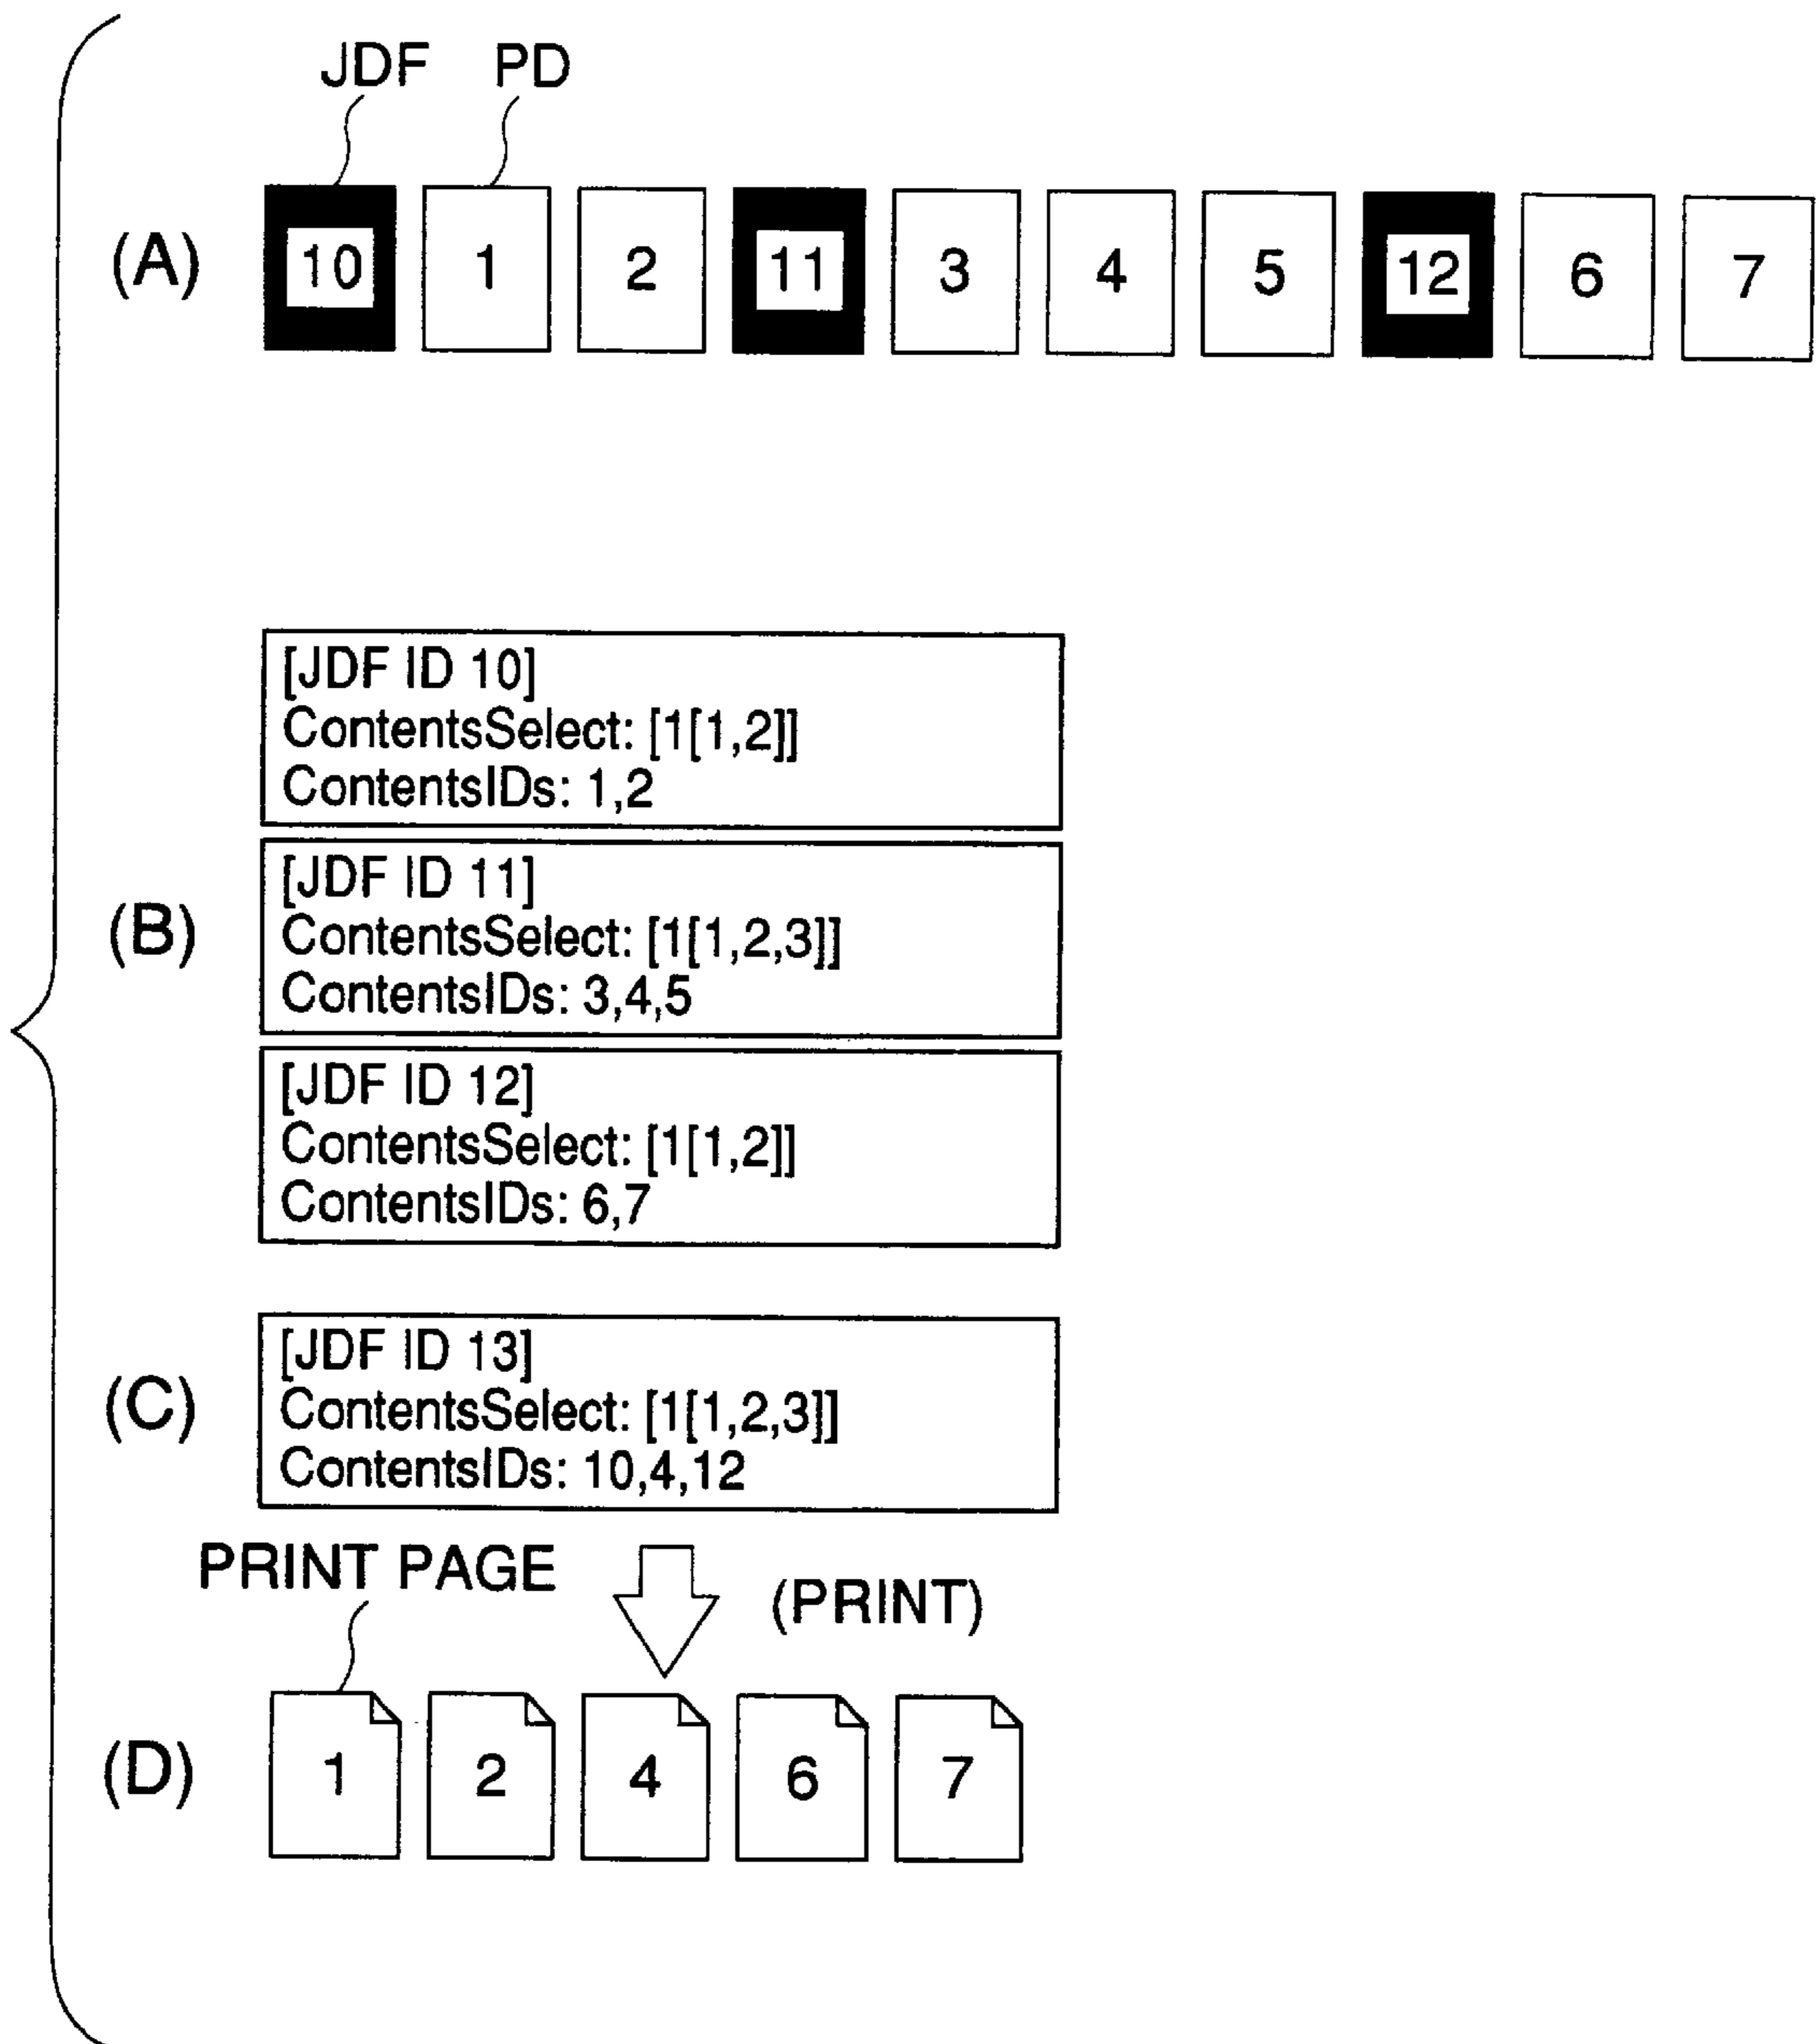 JDF PD
(A) 10 1 2 11 3 4 5 12 6 7
[JDF ID 10]
ContentsSelect: [1[1,2]]
ContentsIDs: 1,2
(B)
[JDF ID 11]
ContentsSelect: [1[1,2,3]]
ContentsIDs: 3,4,5
[JDF ID 12]
ContentsSelect: [1[1,2]]
ContentsIDs: 6,7
(C)
[JDF ID 13]
ContentsSelect: [1[1,2,3]]
ContentsIDs: 10,4,12
PRINT PAGE (PRINT)
(D) 1 2 4 6 7